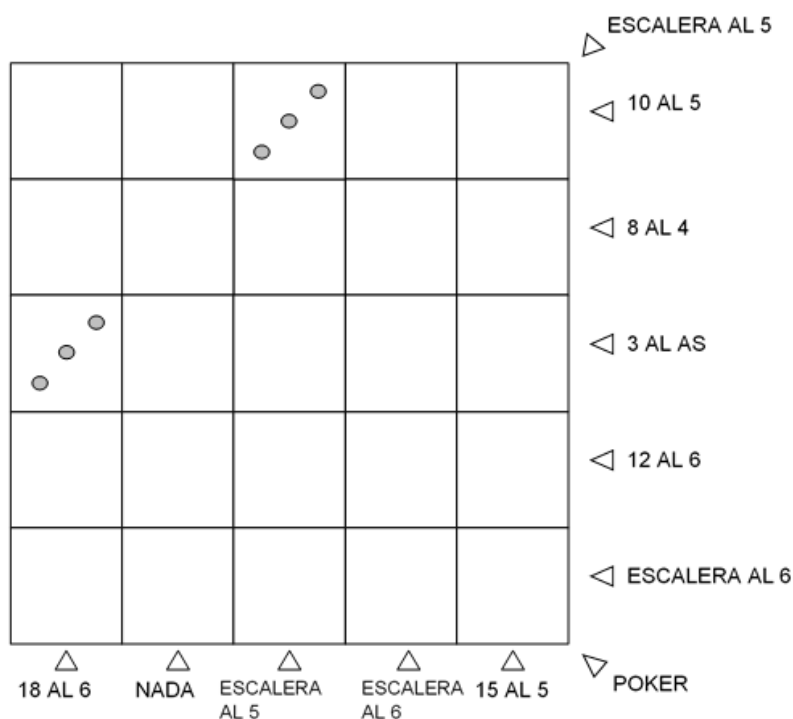 ESCALERA AL 5
10 AL 5
8 AL 4
3 AL AS
12 AL 6
ESCALERA AL 6
18 AL 6
NADA
ESCALERA
AL 5
ESCALERA
AL 6
15 AL 5
POKER